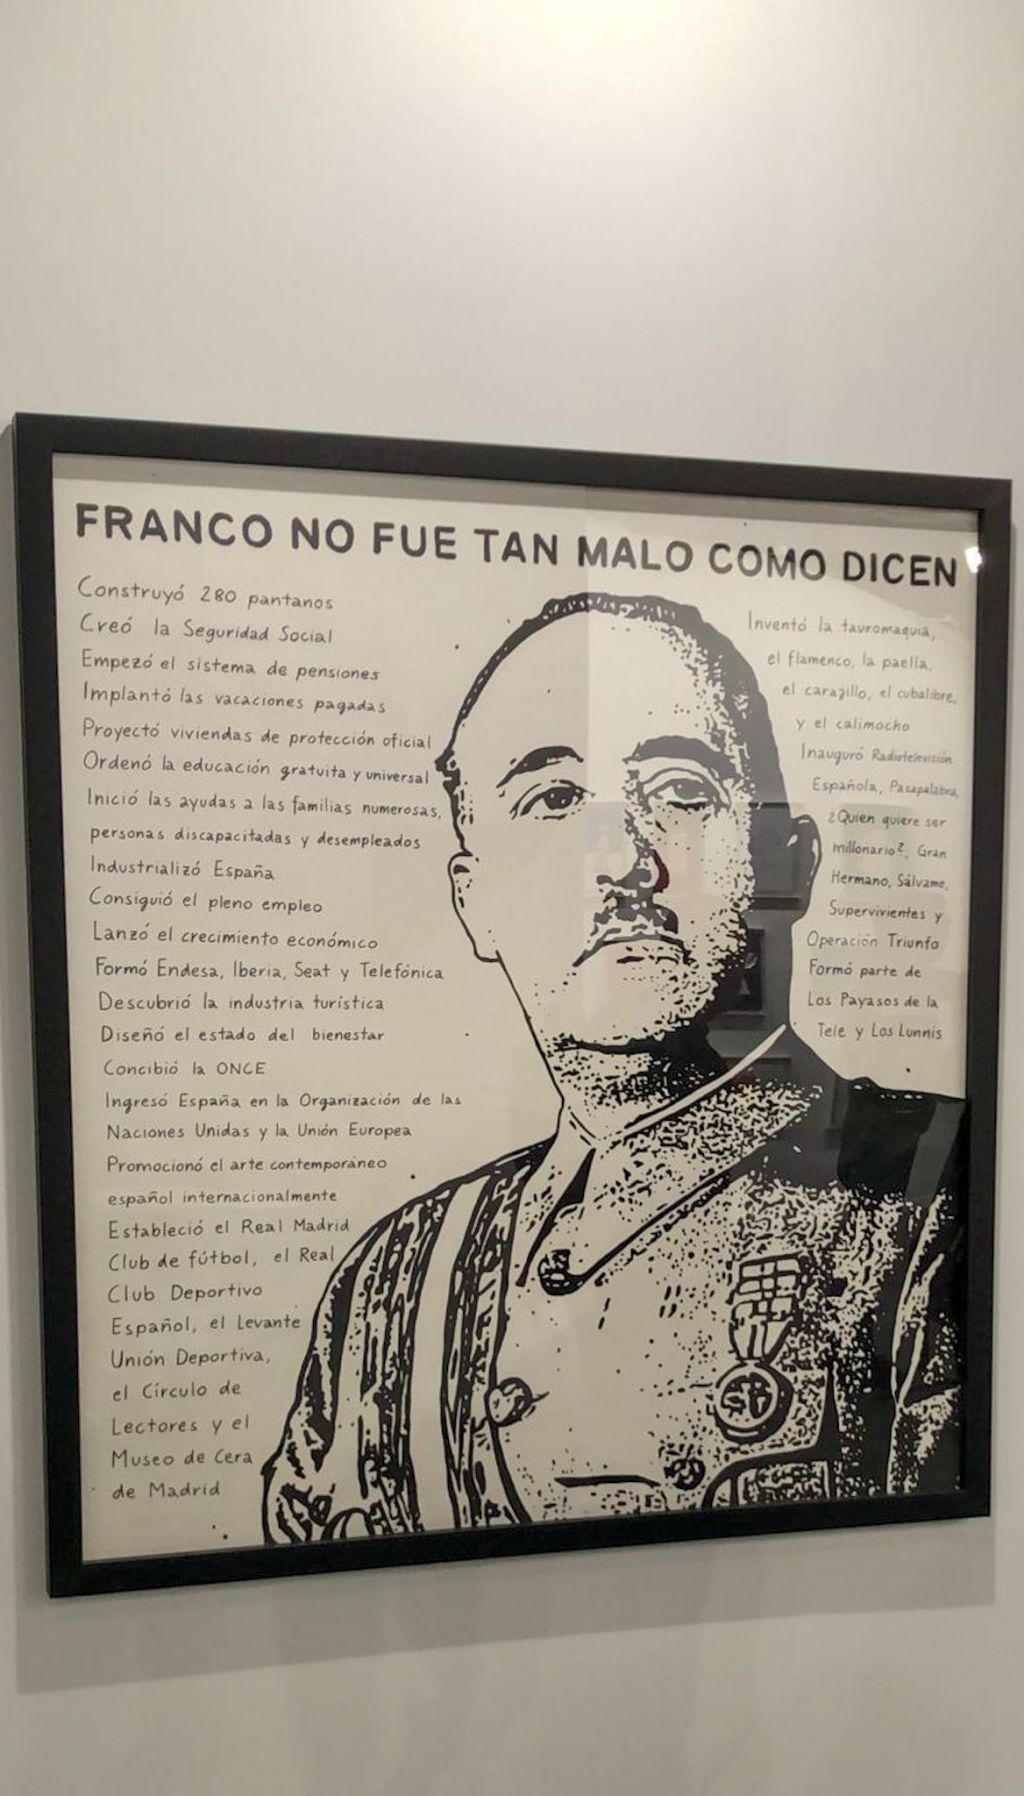 FRANCO NO FUE TAN MALO COMO DICEN
Construyó 280 pantanos
Creó la Seguridad Social
Empezó el sistema de pensiones
Implantó las vacaciones pagadas
Proyectó viviendas de protección oficial
Ordenó la educación gratuita y universal
Inició las ayudas a las familias numerosas,
personas discapacitadas y desempleados
Industrializó España
Consiguió el pleno empleo
Lanzó el crecimiento económico
Formó Endesa, Iberia, Seat y Telefónica
Descubrió la industria turística
Diseñó el estado del bienestar
Concibió la ONCE
Ingresó España en la Organización de las
Naciones Unidas y la Unión Europea
Promocionó el arte contemporáneo
español internacionalmente
Estableció el Real Madrid
Club de fútbol, el Real
Club Deportivo
Español, el Levante
Unión Deportiva,
el Círculo de
Lectores y el
Museo de Cera
de Madrid
Inventó la tauromaquia,
el flamenco, la paella,
el carajillo, el cubalibre,
y el calimocho
Inauguró Radiotelevisión
Española, Pasapalabra,
¿Quien quiere ser
millonario?, Gran
Hermano, Sálvame,
Supervivientes y
Operación Triunfo
Formó parte de
Los Payasos de la
Tele y Los Lunnis